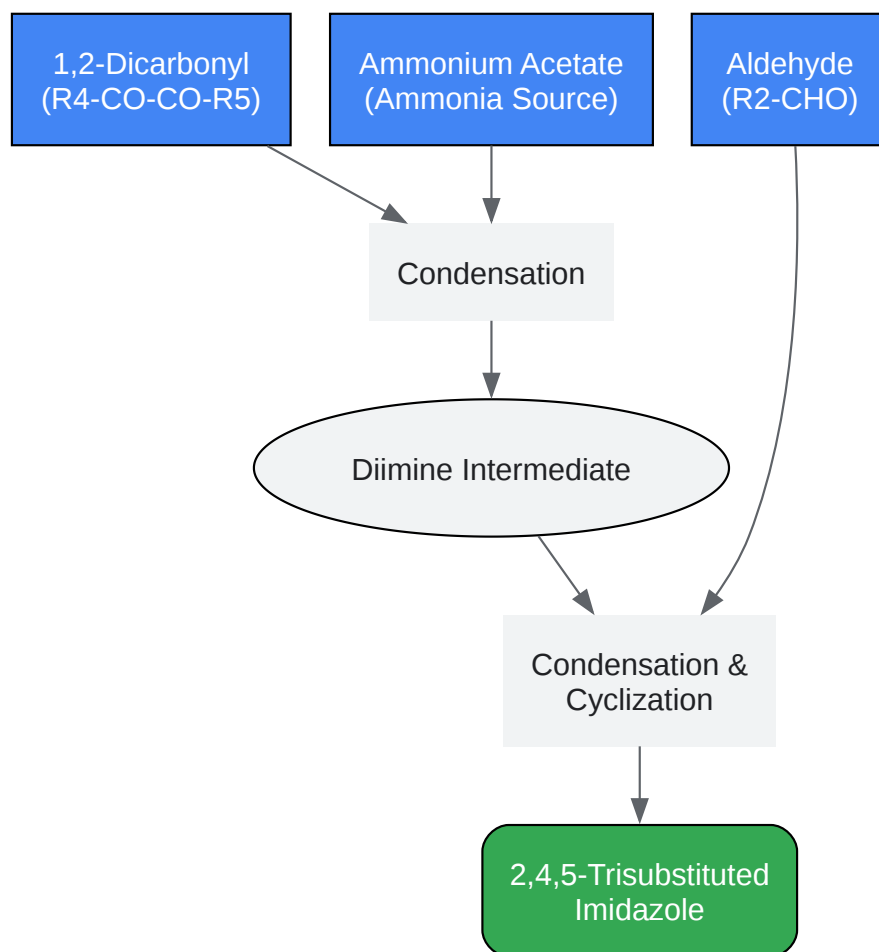 1,2-Dicarbonyl
(R4-CO-CO-R5)
Ammonium Acetate
(Ammonia Source)
Aldehyde
(R2-CHO)
Condensation
Diimine Intermediate
Condensation &
Cyclization
2,4,5-Trisubstituted
Imidazole